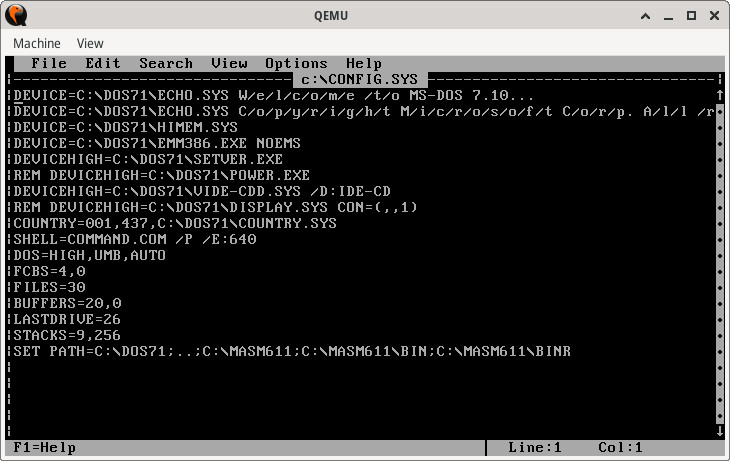 QEMU
Machine View
File Edit Search View Options Help
c:\CONFIG.SYS
DEVICE=C:\DOS71\ECHO.SYS W/e/l/c/o/m/e /t/o MS-DOS 7.10...
DEVICE=C:\DOS71\ECHO.SYS C/o/p/y/r/i/g/h/t M/i/c/r/o/s/o/f/t C/o/r/p. A/l/l /r
DEVICE=C:\DOS71\HIMEM.SYS
DEVICE=C:\DOS71\EMM386.EXE NOEMS
DEVICEHIGH=C:\DOS71\SETVER.EXE
REM DEVICEHIGH=C:\DOS71\POWER.EXE
DEVICEHIGH=C:\DOS71\VIDE-CDD.SYS /D:IDE-CD
REM DEVICEHIGH=C:\DOS71\DISPLAY.SYS CON=(,,1)
COUNTRY=001,437,C:\DOS71\COUNTRY.SYS
SHELL=COMMAND.COM /P /E:640
DOS=HIGH,UMB,AUTO
FCBS=4,0
FILES=30
BUFFERS=20,0
LASTDRIVE=26
STACKS=9,256
SET PATH=C:\DOS71;..;C:\MASM611;C:\MASM611\BIN;C:\MASM611\BINR
F1=Help Line:1 Col:1